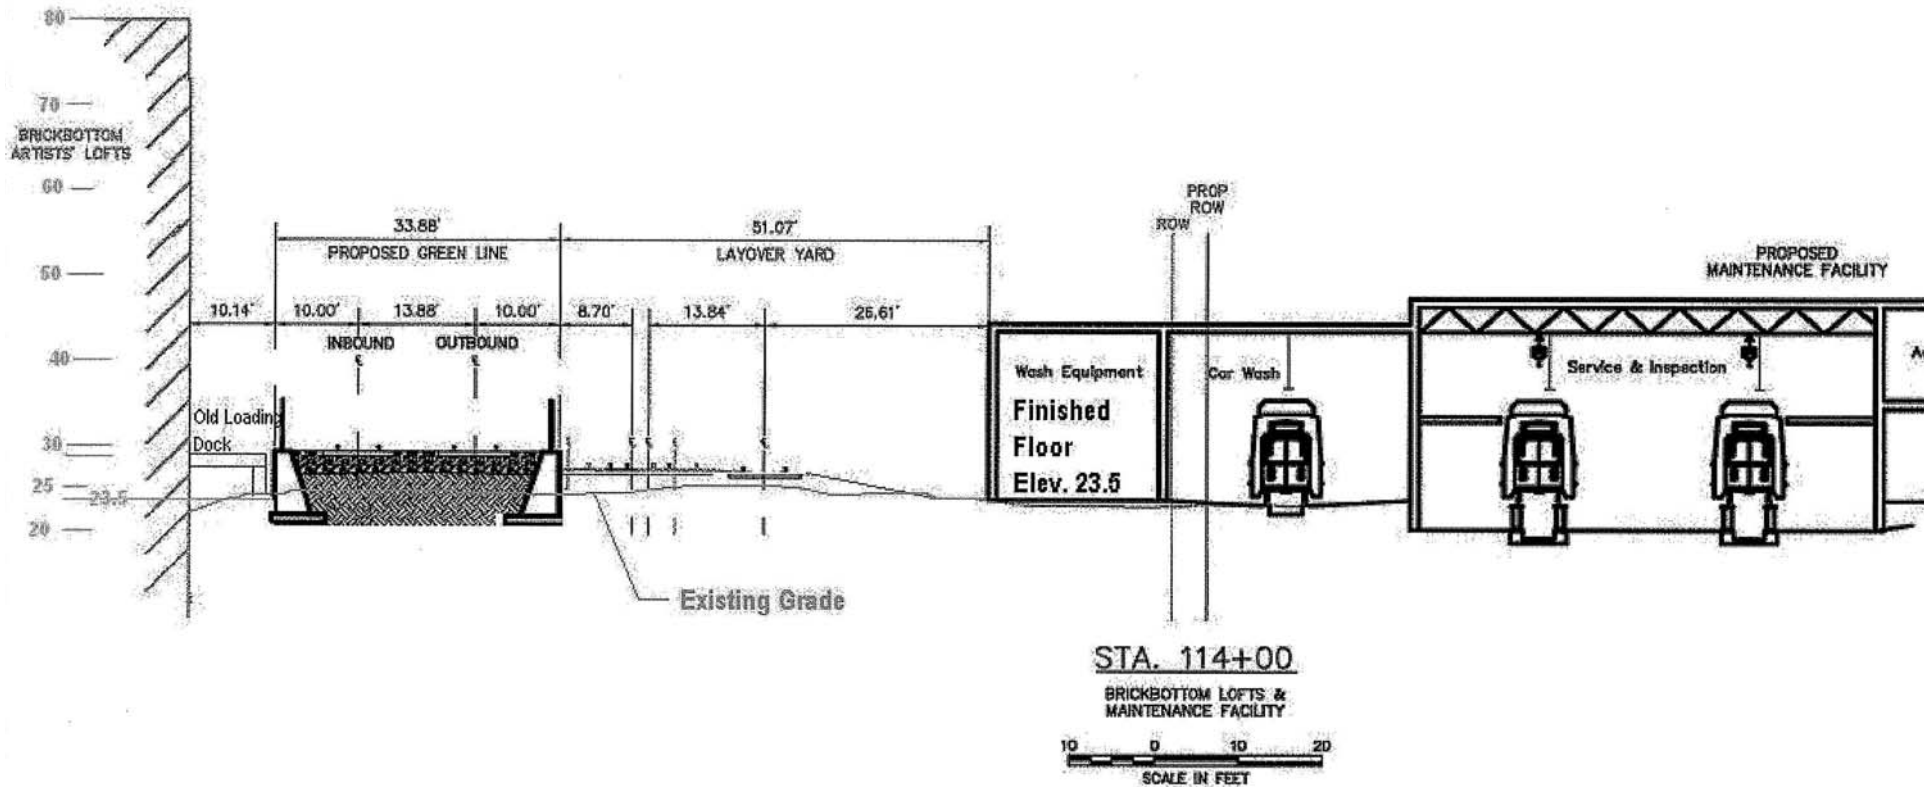 80
70
BRICKBOTTOM
ARTISTS' LOFTS
60
50
40
30
25
23.5
20
33.88'
PROPOSED GREEN LINE
51.07'
LAYOVER YARD
10.14'
10.00'
13.88'
10.00'
8.70'
13.84'
26.61'
INBOUND
OUTBOUND
Old Loading
Dock
Existing Grade
ROW
PROP
ROW
PROPOSED
MAINTENANCE FACILITY
Wash Equipment
Finished
Floor
Elev. 23.5
Car Wash
Service & Inspection
STA. 114+00
BRICKBOTTOM LOFTS &
MAINTENANCE FACILITY
10 0 10 20
SCALE IN FEET